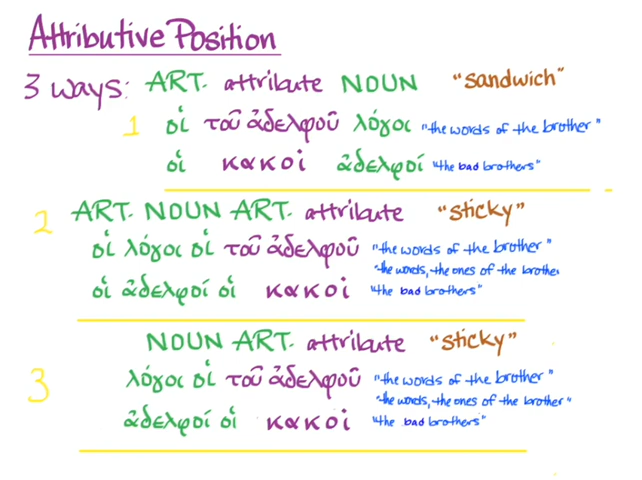 Attributive Position
3 ways: ART. attribute NOUN "sandwich"
1 οἱ τοῦ ἀδελφοῦ λόγοι "the words of the brother"
οἱ κακοὶ ἀδελφοί "the bad brothers"
2 ART. NOUN ART. attribute "sticky"
οἱ λόγοι οἱ τοῦ ἀδελφοῦ "the words of the brother"
"the words, the ones of the brother
οἱ ἀδελφοί οἱ κακοὶ "the bad brothers"
NOUN ART. attribute "sticky"
3 λόγοι οἱ τοῦ ἀδελφοῦ "the words of the brother"
"the words, the ones of the brother"
ἀδελφοί οἱ κακοὶ "the bad brothers"